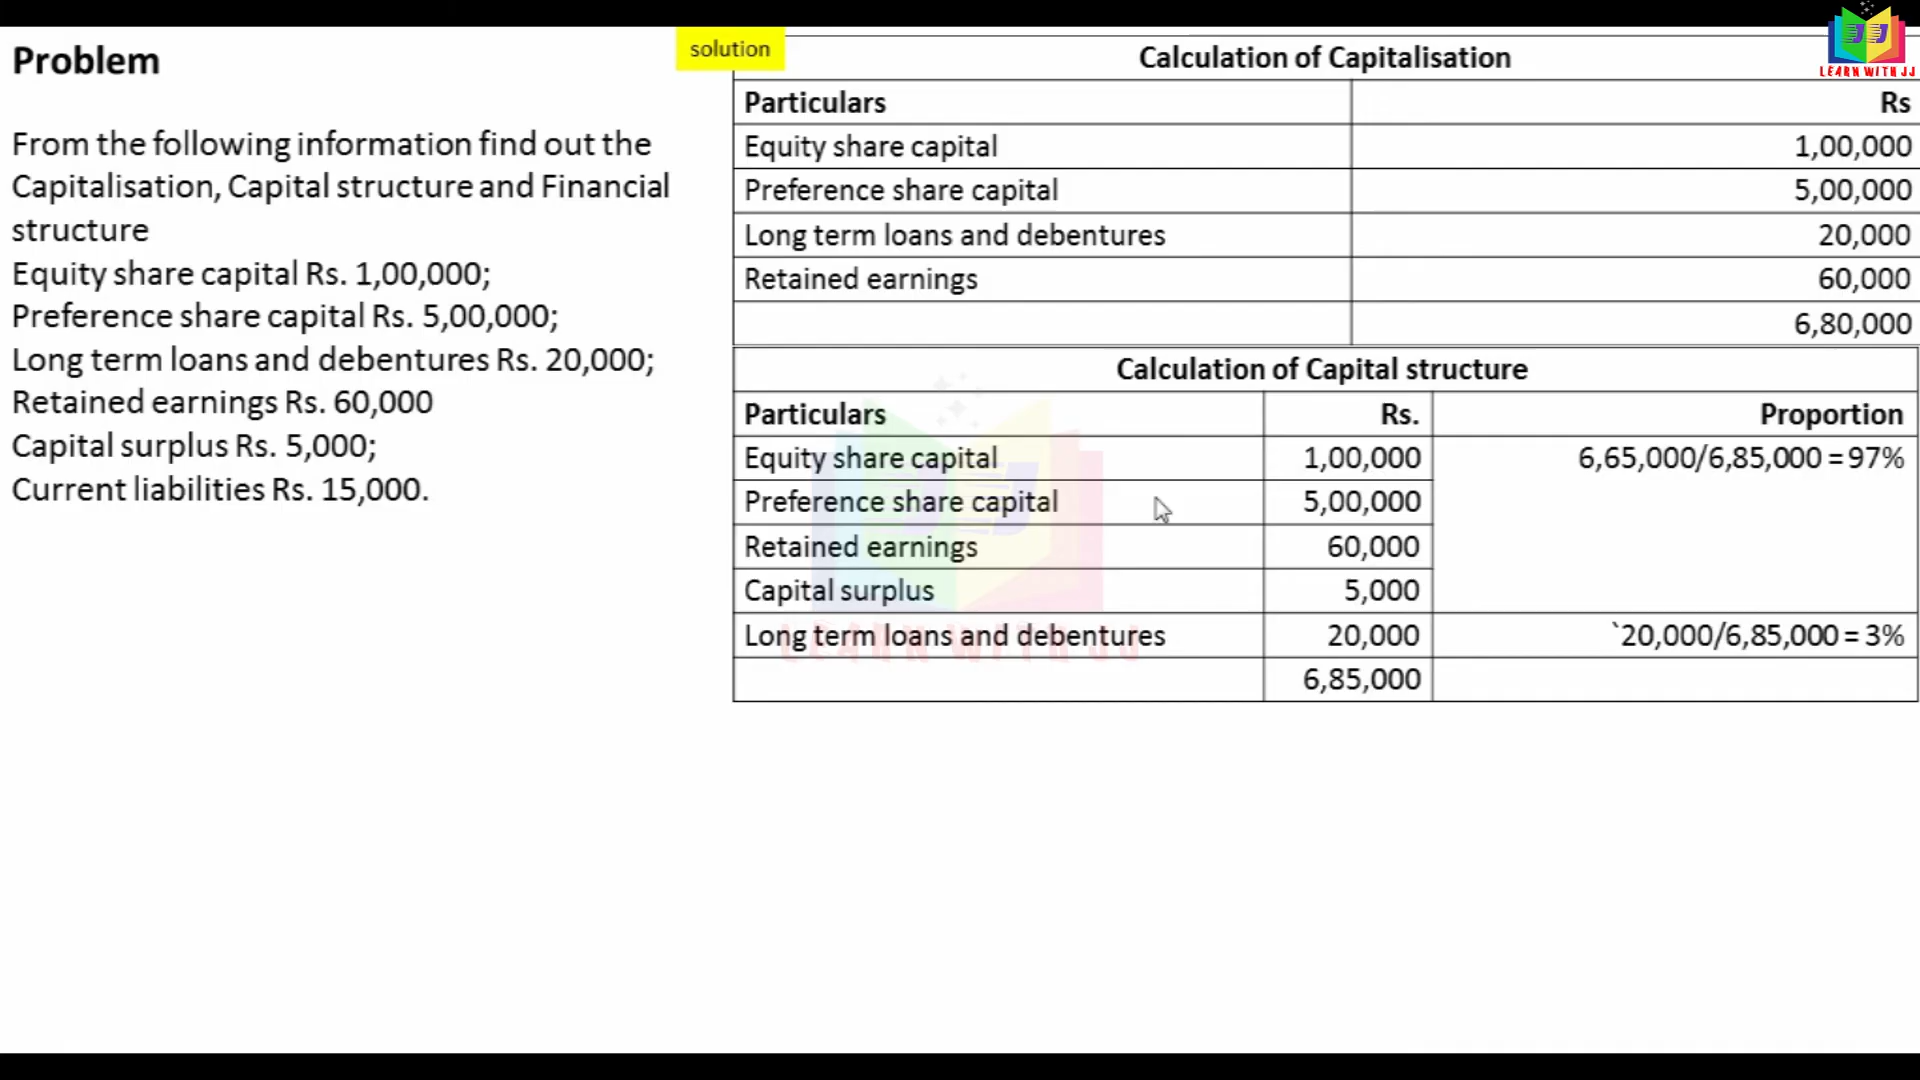 Problem
From the following information find out the
Capitalisation, Capital structure and Financial
structure
Equity share capital Rs. 1,00,000;
Preference share capital Rs. 5,00,000;
Long term loans and debentures Rs. 20,000;
Retained earnings Rs. 60,000
Capital surplus Rs. 5,000;
Current liabilities Rs. 15,000.
solution
Calculation of Capitalisation
Particulars Rs
Equity share capital 1,00,000
Preference share capital 5,00,000
Long term loans and debentures 20,000
Retained earnings 60,000
6,80,000
Calculation of Capital structure
Particulars Rs. Proportion
Equity share capital 1,00,000 6,65,000/6,85,000 = 97%
Preference share capital 5,00,000
Retained earnings 60,000
Capital surplus 5,000
Long term loans and debentures 20,000 `20,000/6,85,000 = 3%
6,85,000
JJ
LEARN WITH JJ
JJ
LEARN WITH JJ